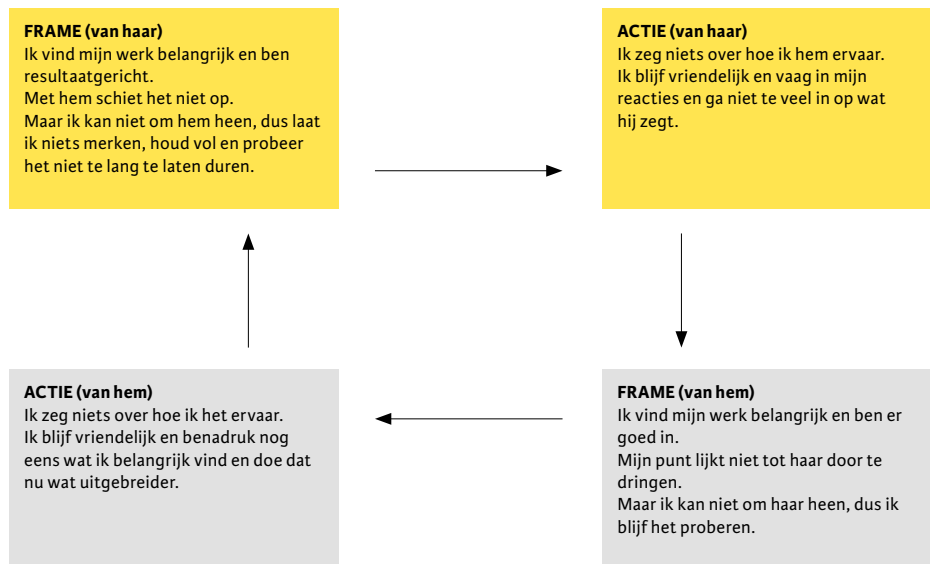 FRAME (van haar)
Ik vind mijn werk belangrijk en ben
resultaatgericht.
Met hem schiet het niet op.
Maar ik kan niet om hem heen, dus laat
ik niets merken, houd vol en probeer
het niet te lang te laten duren.
ACTIE (van haar)
Ik zeg niets over hoe ik hem ervaar.
Ik blijf vriendelijk en vaag in mijn
reacties en ga niet te veel in op wat
hij zegt.
ACTIE (van hem)
Ik zeg niets over hoe ik het ervaar.
Ik blijf vriendelijk en benadruk nog
eens wat ik belangrijk vind en doe dat
nu wat uitgebreider.
FRAME (van hem)
Ik vind mijn werk belangrijk en ben er
goed in.
Mijn punt lijkt niet tot haar door te
dringen.
Maar ik kan niet om haar heen, dus ik
blijf het proberen.